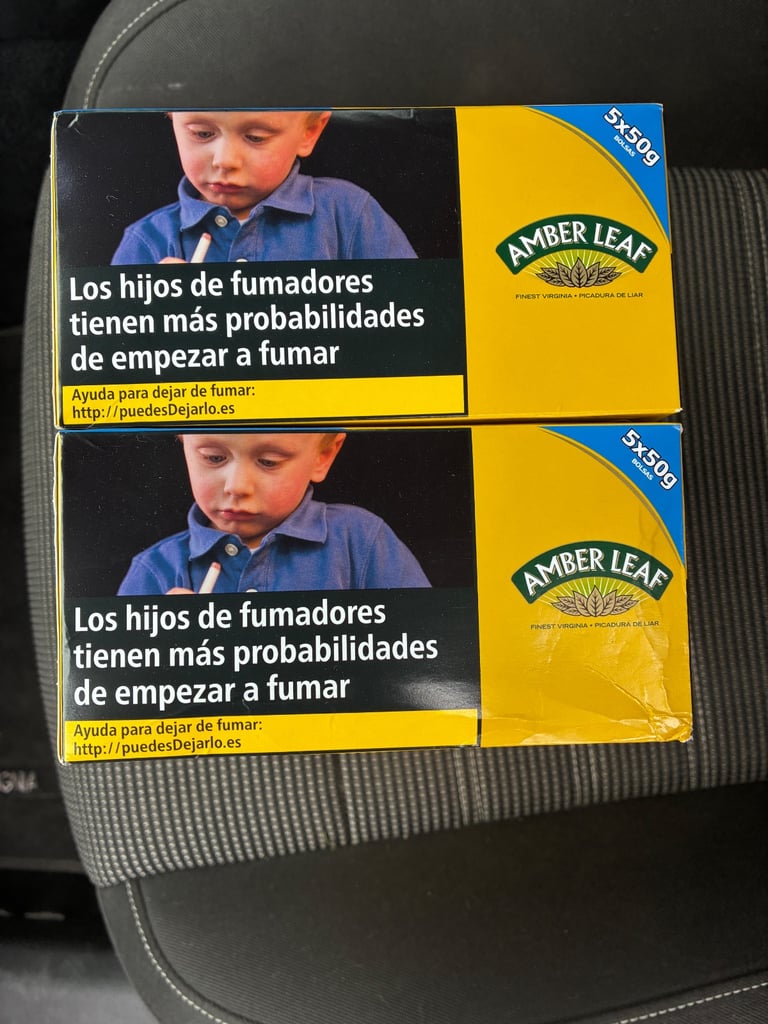 5x50g
BOLSAS
AMBER LEAF
FINEST VIRGINIA • PICADURA DE LIAR
Los hijos de fumadores
tienen más probabilidades
de empezar a fumar
Ayuda para dejar de fumar:
http://puedesDejarlo.es
5x50g
BOLSAS
AMBER LEAF
FINEST VIRGINIA • PICADURA DE LIAR
Los hijos de fumadores
tienen más probabilidades
de empezar a fumar
Ayuda para dejar de fumar:
http://puedesDejarlo.es